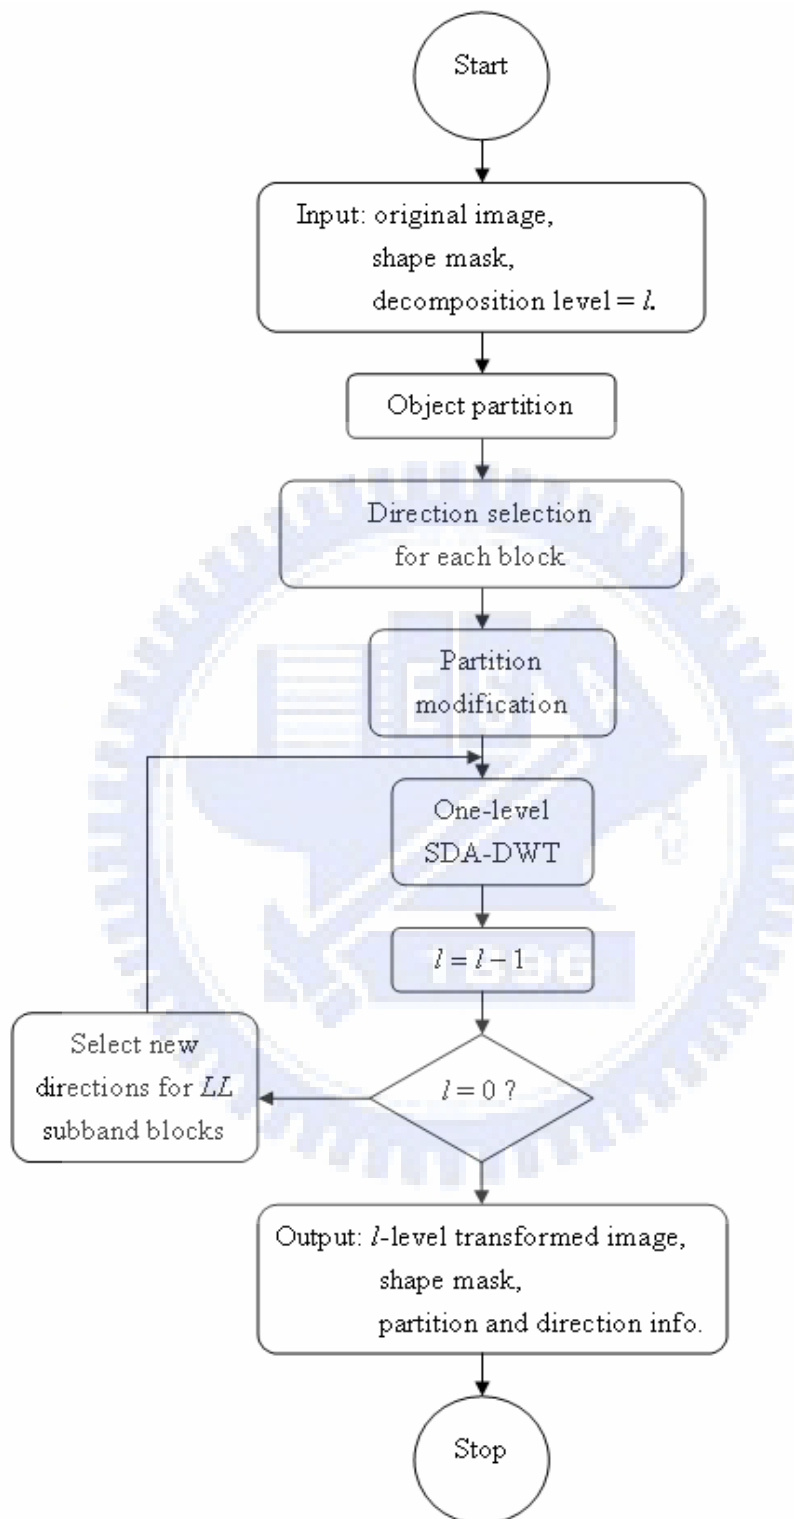 Start
Input: original image,
shape mask,
decomposition level = l.
Object partition
Direction selection
for each block
Partition
modification
One-level
SDA-DWT
l = l − 1
1896
Select new
directions for LL
subband blocks
l = 0 ?
Output: l-level transformed image,
shape mask,
partition and direction info.
Stop